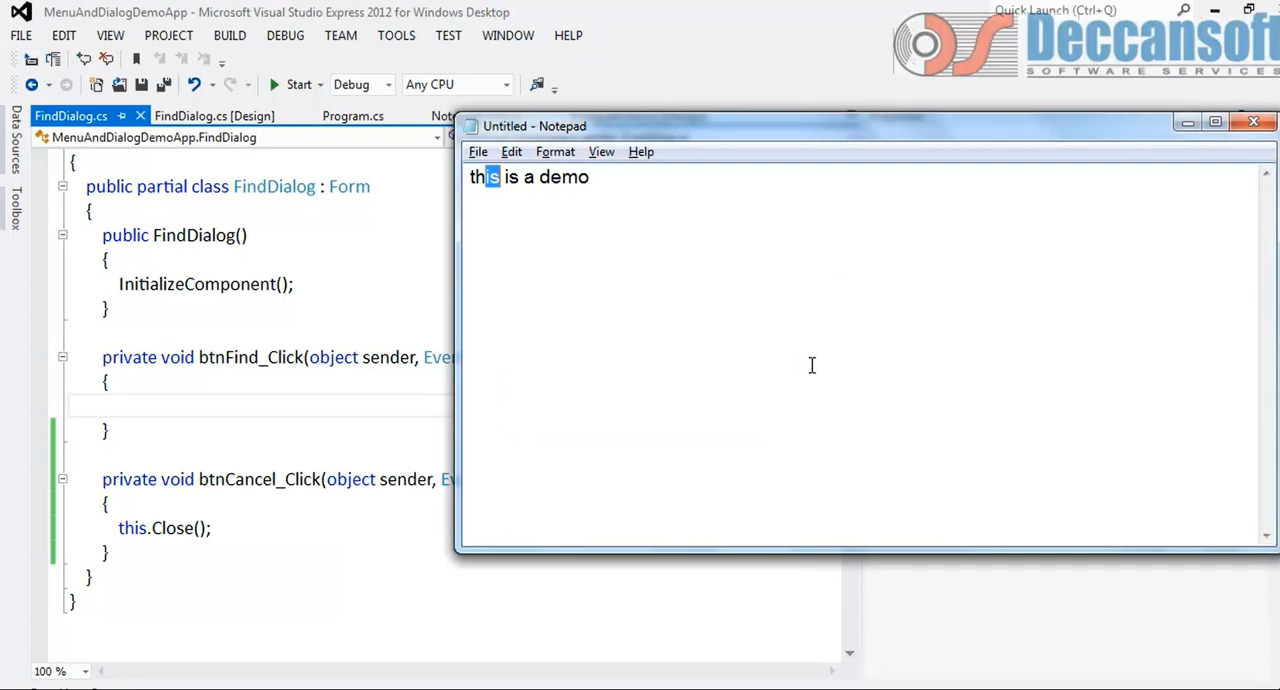 MenuAndDialogDemoApp - Microsoft Visual Studio Express 2012 for Windows Desktop
Quick Launch (Ctrl+Q)
FILE EDIT VIEW PROJECT BUILD DEBUG TEAM TOOLS TEST WINDOW HELP
Deccansoft
SOFTWARE SERVICES
Start Debug Any CPU
FindDialog.cs FindDialog.cs [Design] Program.cs
MenuAndDialogDemoApp.FindDialog
Data Sources
Toolbox
{
public partial class FindDialog : Form
{
public FindDialog()
{
InitializeComponent();
}
private void btnFind_Click(object sender,
{
}
private void btnCancel_Click(object sender,
{
this.Close();
}
}
}
100 %
Untitled - Notepad
File Edit Format View Help
this is a demo